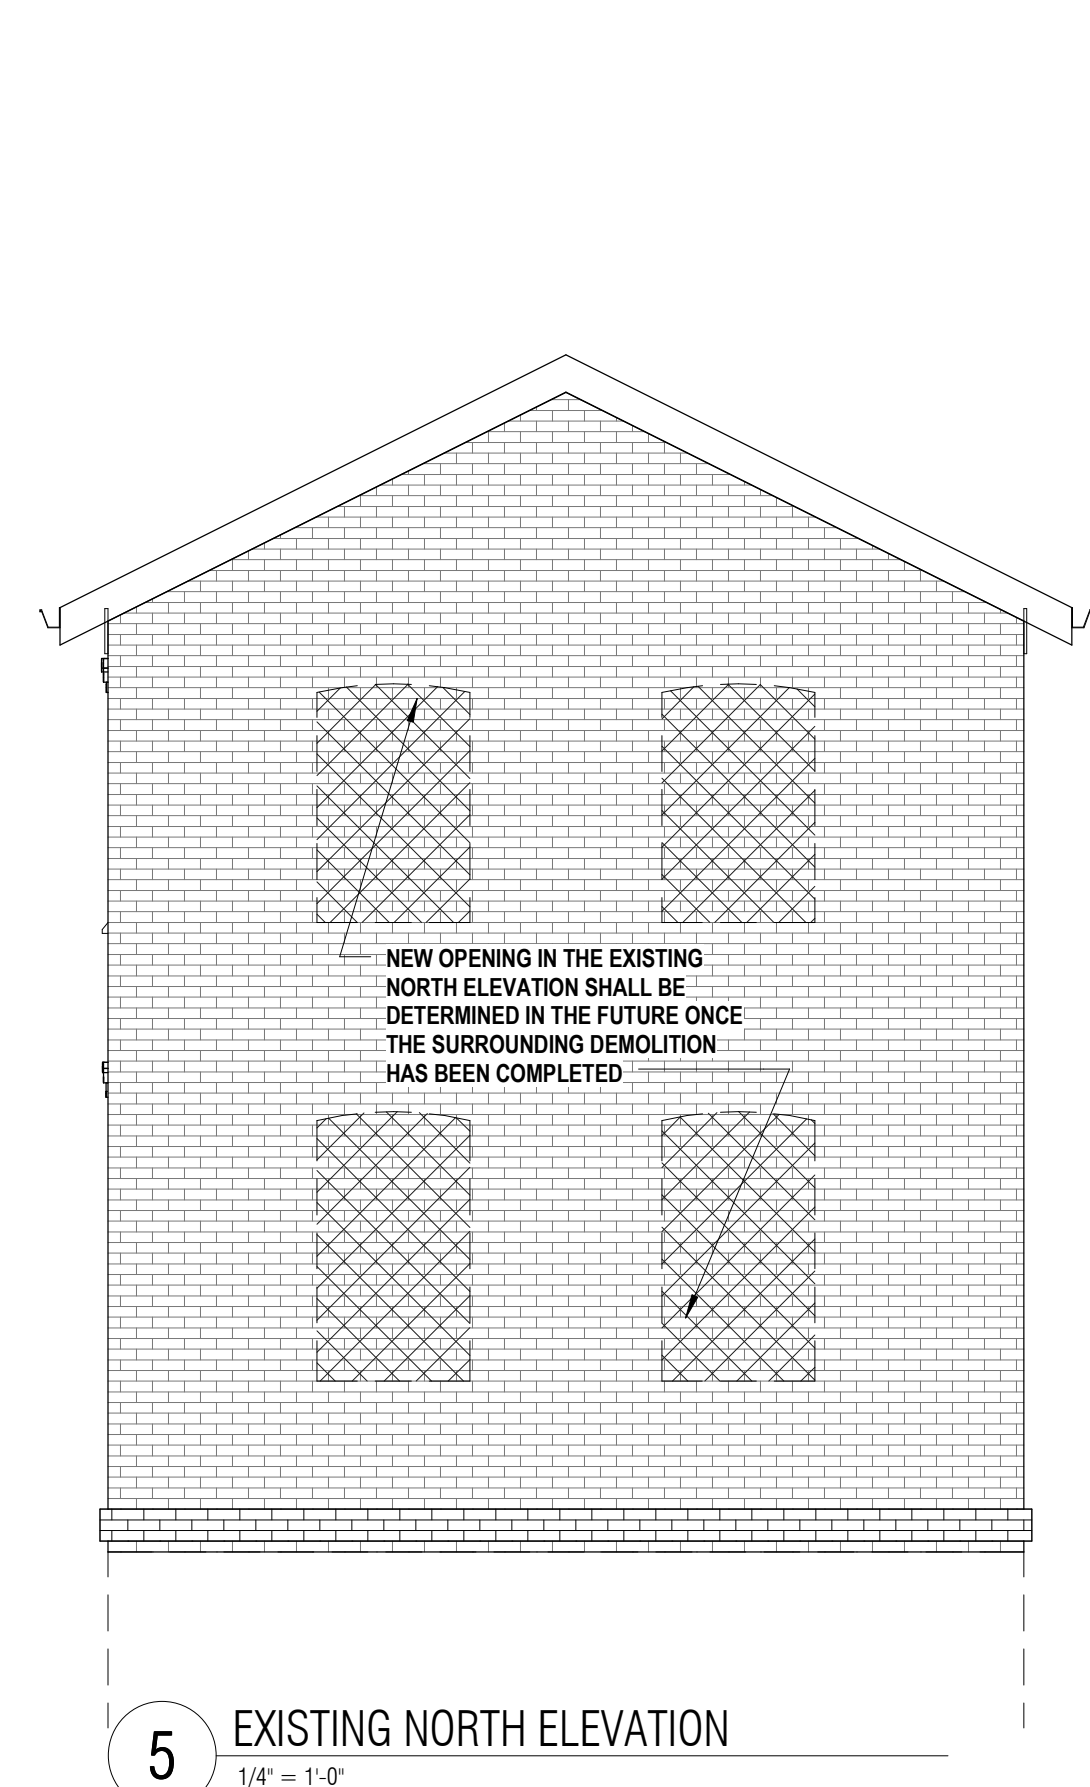 NEW OPENING IN THE EXISTING
NORTH ELEVATION SHALL BE
DETERMINED IN THE FUTURE ONCE
THE SURROUNDING DEMOLITION
HAS BEEN COMPLETED
5
EXISTING NORTH ELEVATION
1/4" = 1'-0"